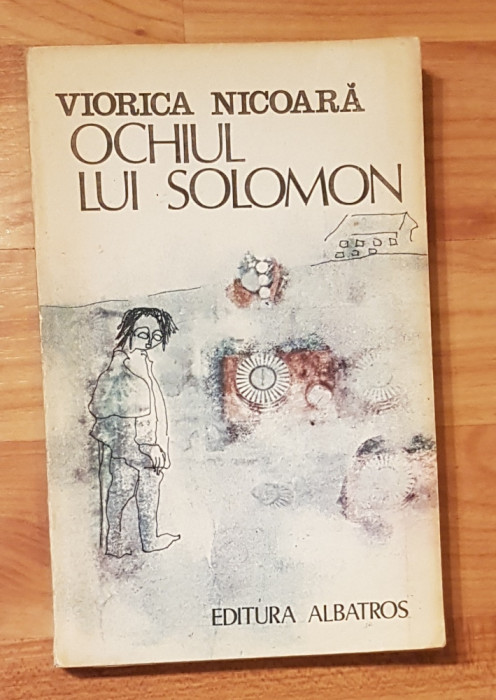 VIORICA NICOARĂ
OCHIUL
LUI SOLOMON
EDITURA ALBATROS